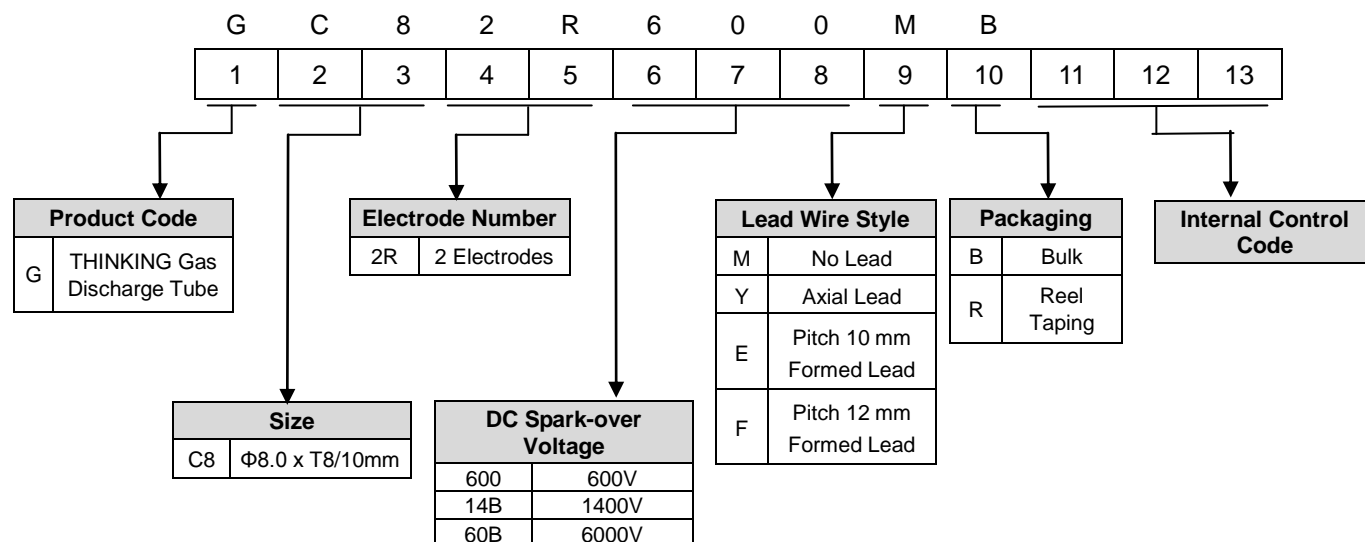 G C 8 2 R 6 0 0 M B
1 2 3 4 5 6 7 8 9 10 11 12 13
Product Code
G THINKING Gas
Discharge Tube
Electrode Number
2R 2 Electrodes
Lead Wire Style
M No Lead
Y Axial Lead
E Pitch 10 mm
Formed Lead
F Pitch 12 mm
Formed Lead
Packaging
B Bulk
R Reel
Taping
Internal Control
Code
Size
C8 Φ8.0 x T8/10mm
DC Spark-over
Voltage
600 600V
14B 1400V
60B 6000V